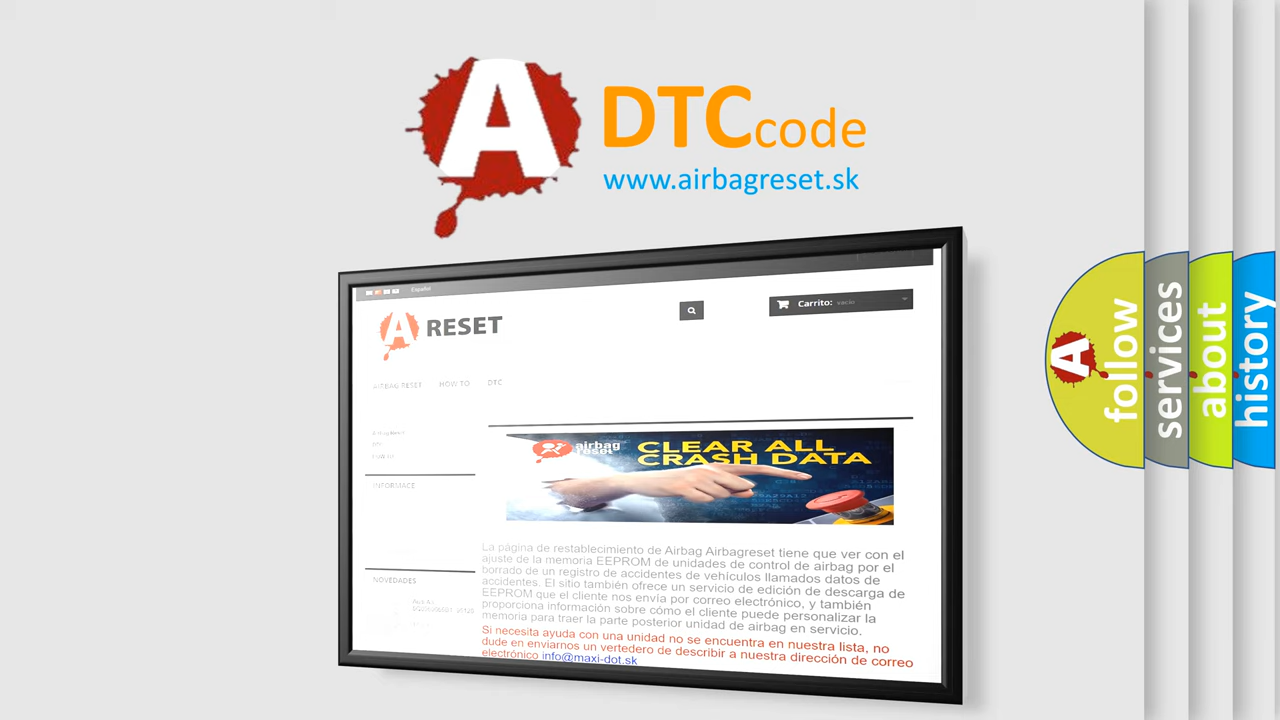 A DTCcode
www.airbagreset.sk
Español
A RESET
Carrito: vacío
AIRBAG RESET HOW TO DTC
INFORMACE
NOVEDADES
airbag
reset
CLEAR ALL
CRASH DATA
La página de restablecimiento de Airbag Airbagreset tiene que ver con el
ajuste de la memoria EEPROM de unidades de control de airbag por el
borrado de un registro de accidentes de vehículos llamados datos de
accidentes. El sitio también ofrece un servicio de edición de descarga de
EEPROM que el cliente nos envía por correo electrónico, y también
proporciona información sobre cómo el cliente puede personalizar la
memoria para traer la parte posterior unidad de airbag en servicio.
Si necesita ayuda con una unidad no se encuentra en nuestra lista, no
dude en enviarnos un vertedero de describir a nuestra dirección de correo
electrónico info@maxi-dot.sk
A
follow
services
about
history